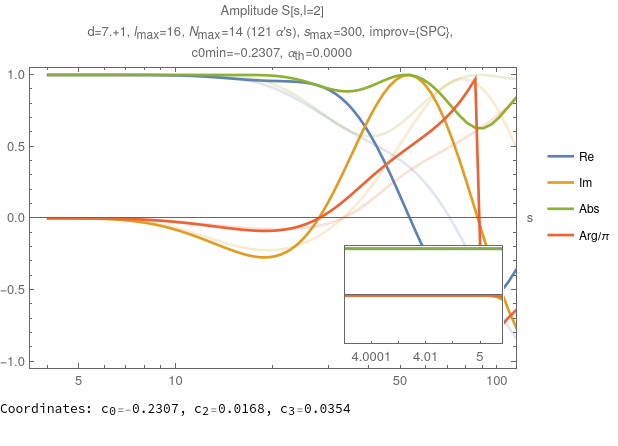 Amplitude S[s,l=2]
d=7.+1, lmax=16, Nmax=14 (121 α's), smax=300, improv={SPC},
c0min=−0.2307, αth=0.0000
1.0
0.5
0.0
−0.5
−1.0
s
Re
Im
Abs
Arg/π
4.0001 4.01 5
5 10 50 100
Coordinates: c0=-0.2307, c2=0.0168, c3=0.0354